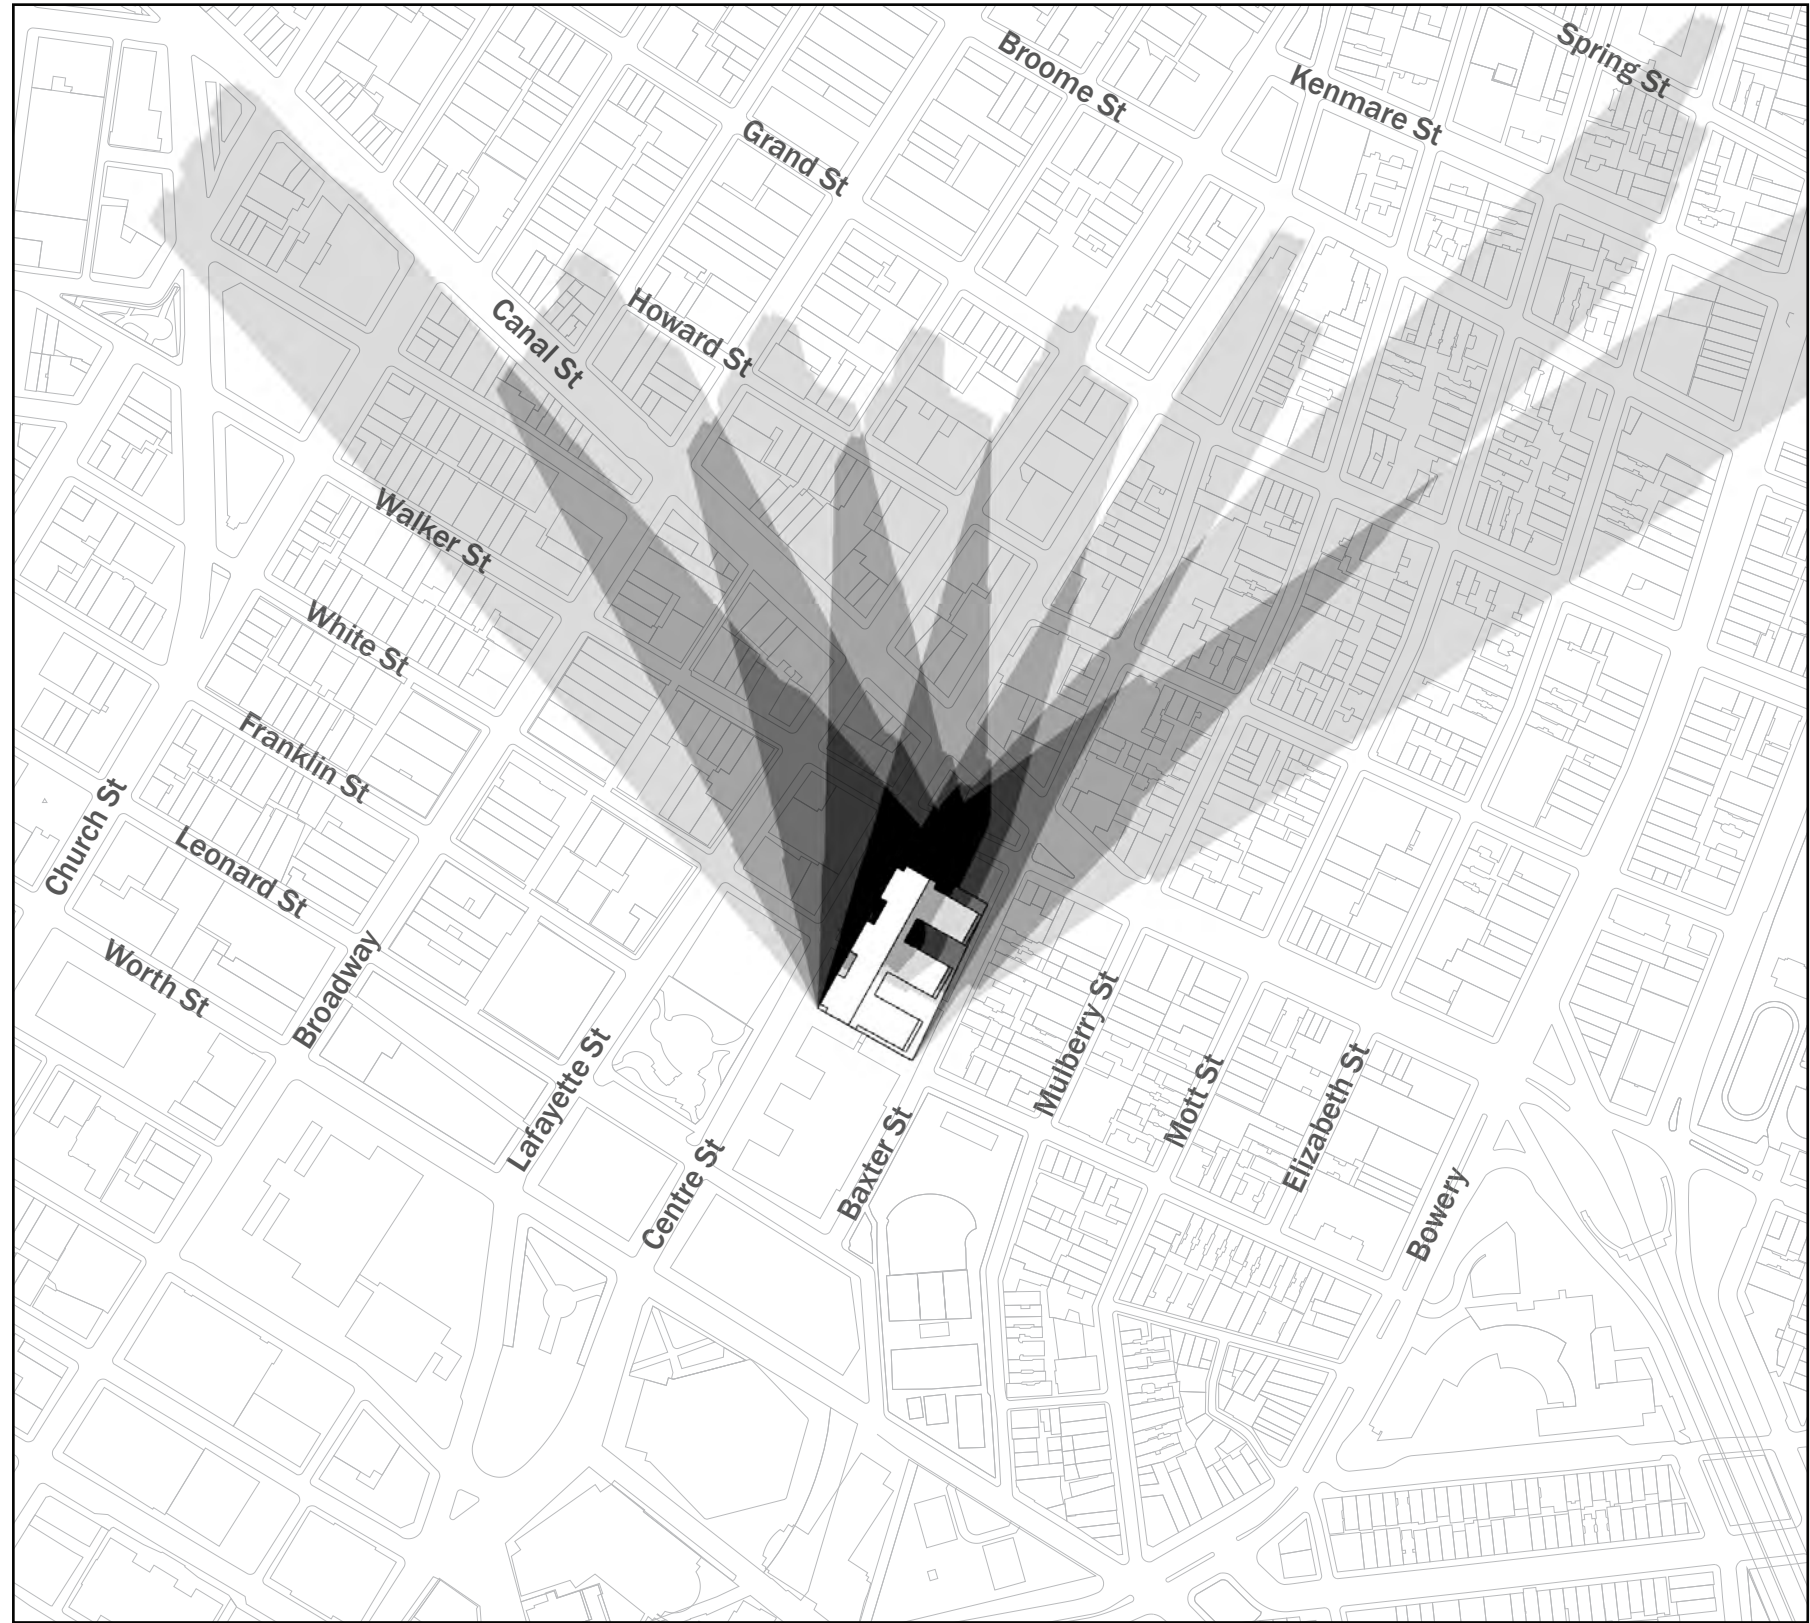 Spring St
Broome St
Kenmare St
Grand St
Howard St
Canal St
Walker St
White St
Franklin St
Church St
Leonard St
Worth St
Broadway
Lafayette St
Centre St
Baxter St
Mulberry St
Mott St
Elizabeth St
Bowery